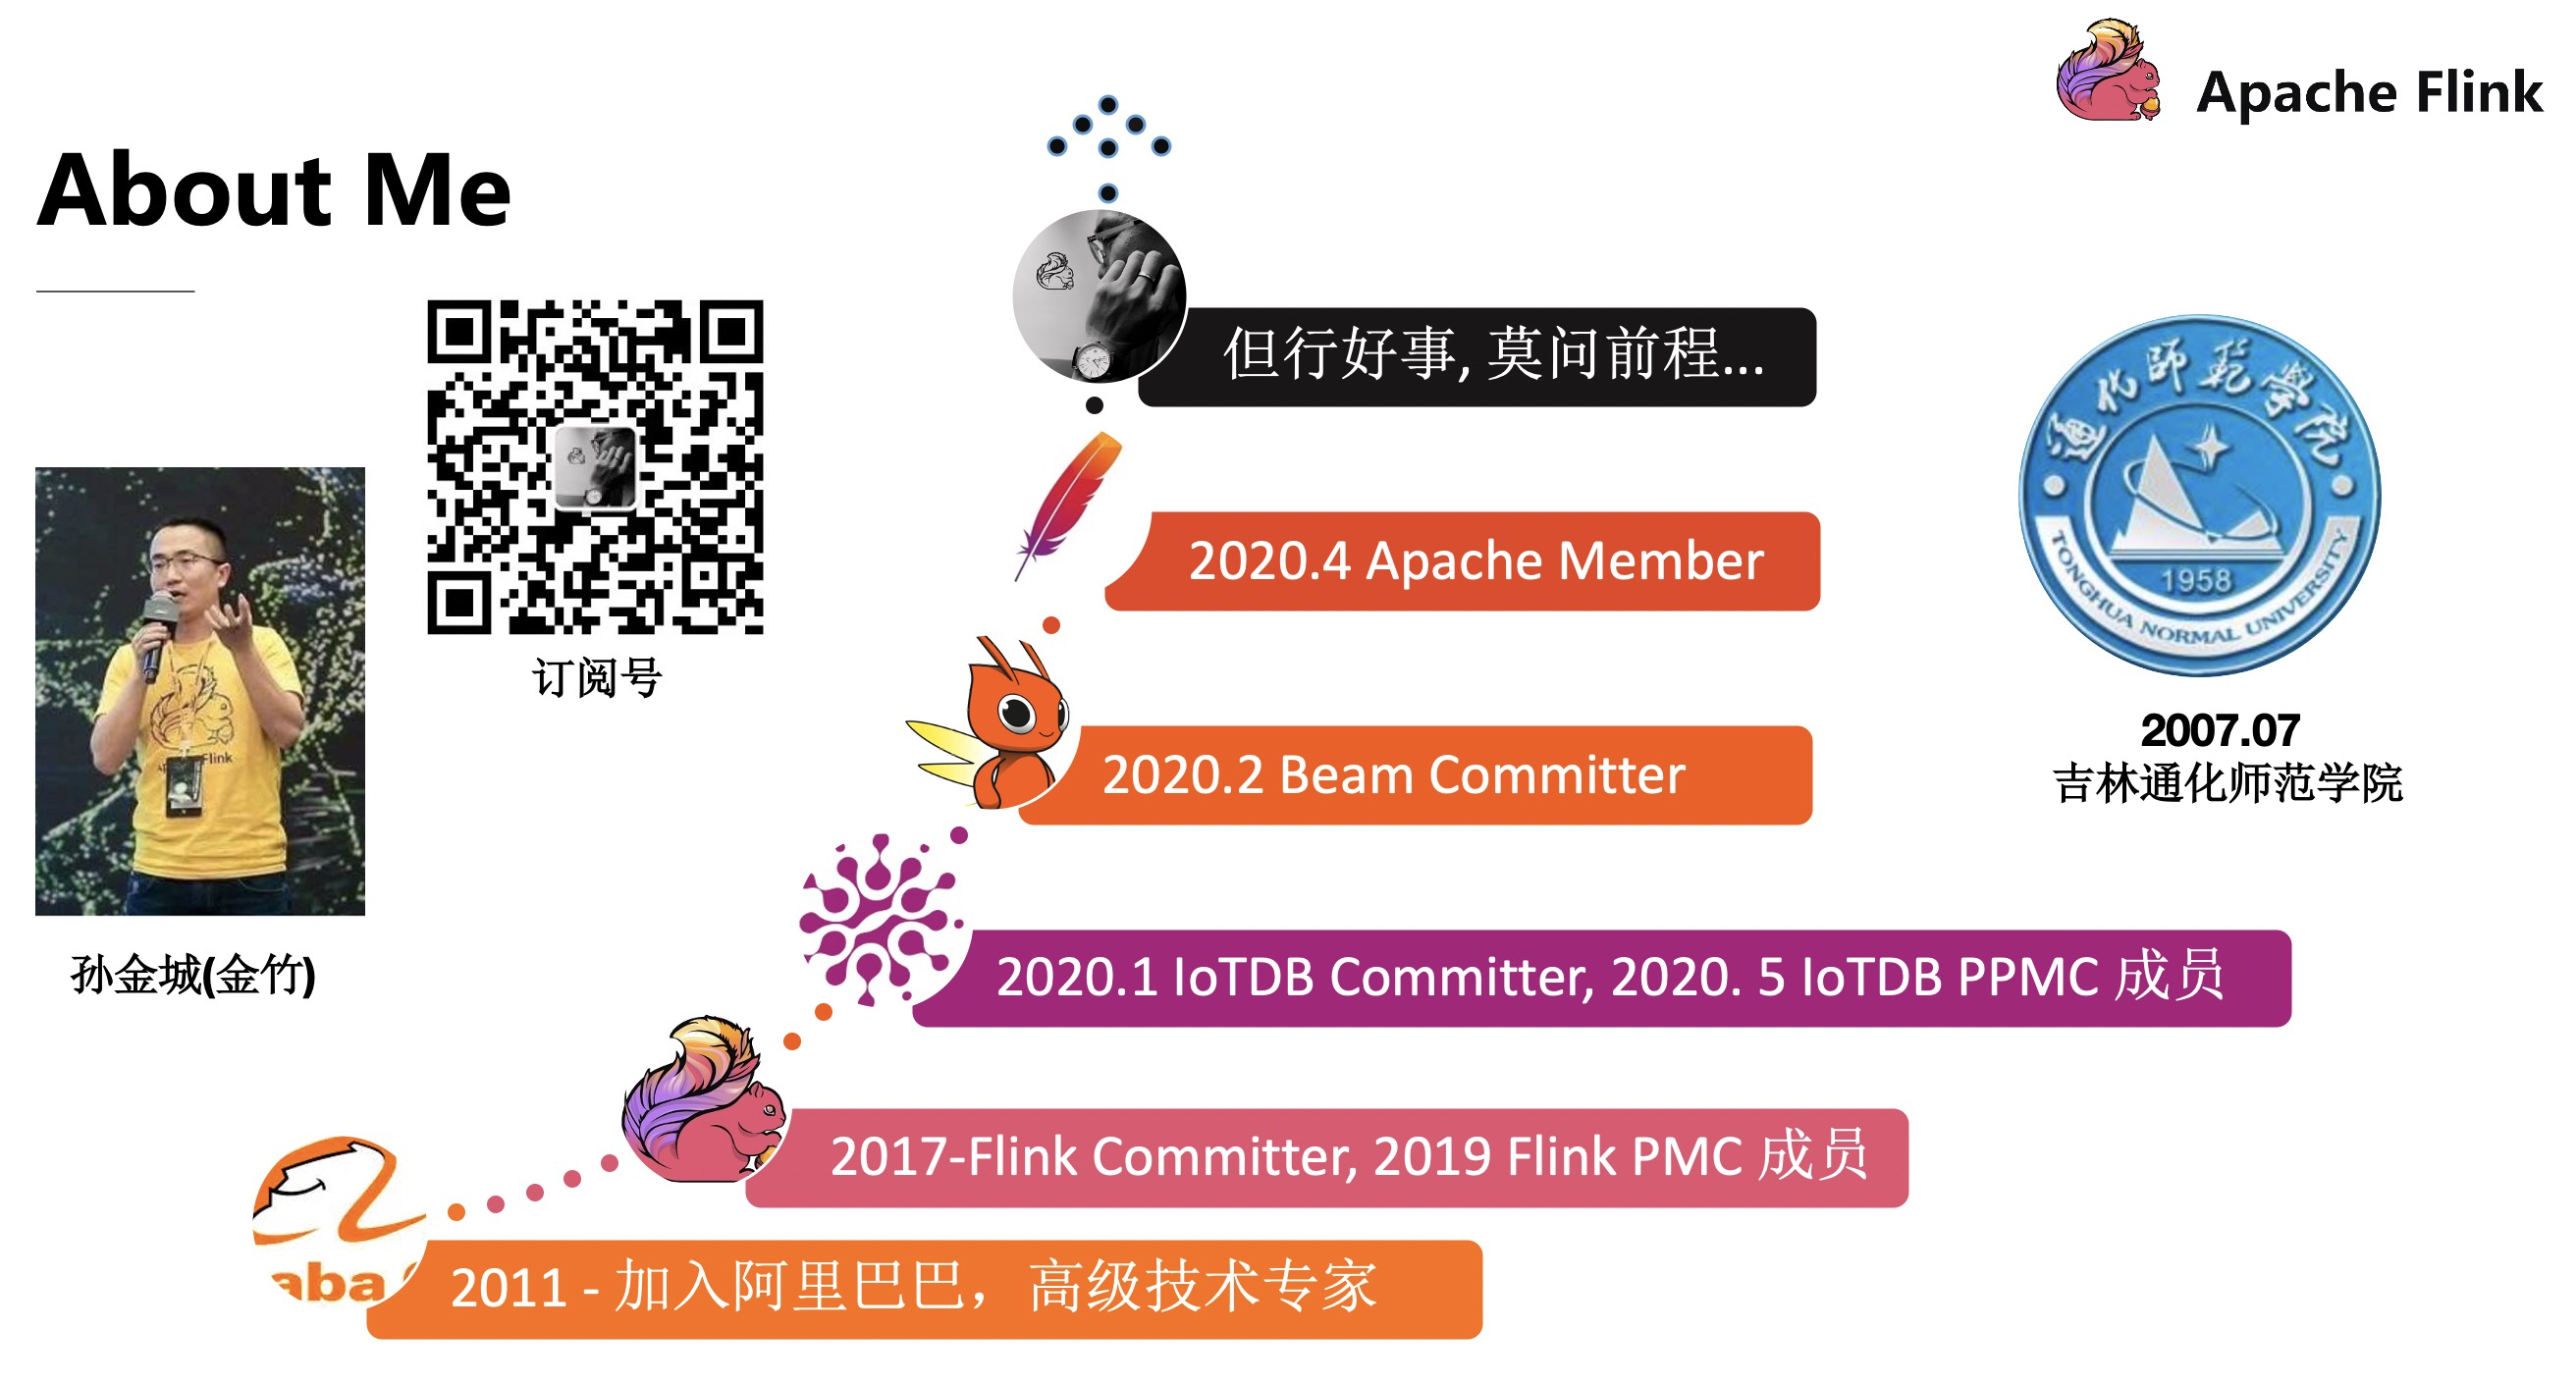 Apache Flink
About Me
但行好事, 莫问前程...
订阅号
2020.4 Apache Member
通化師範學院
1958
TONGHUA NORMAL UNIVERSITY
2007.07
吉林通化师范学院
2020.2 Beam Committer
Flink
孙金城(金竹)
2020.1 IoTDB Committer, 2020. 5 IoTDB PPMC 成员
2017-Flink Committer, 2019 Flink PMC 成员
aba
2011 - 加入阿里巴巴，高级技术专家